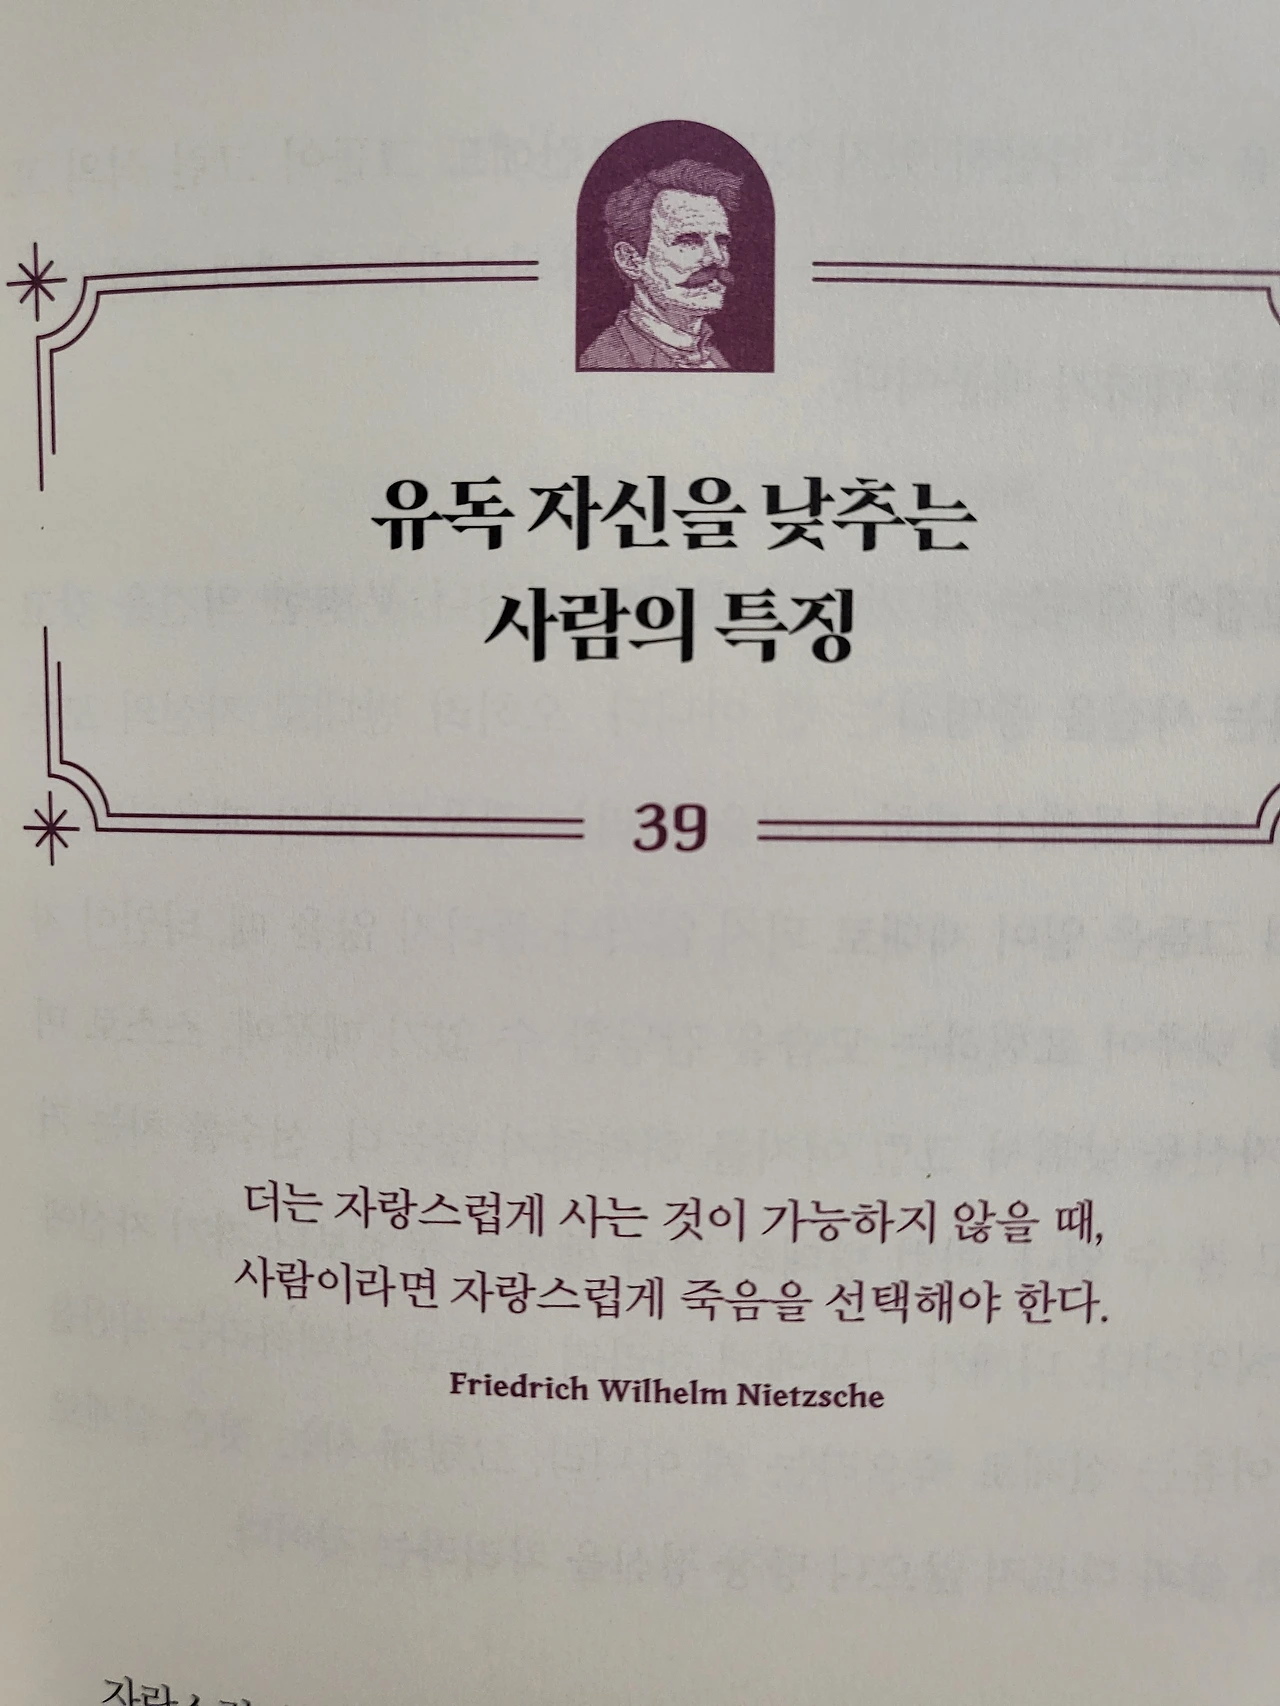 유독 자신을 낮추는
사람의 특징
39
더는 자랑스럽게 사는 것이 가능하지 않을 때,
사람이라면 자랑스럽게 죽음을 선택해야 한다.
Friedrich Wilhelm Nietzsche